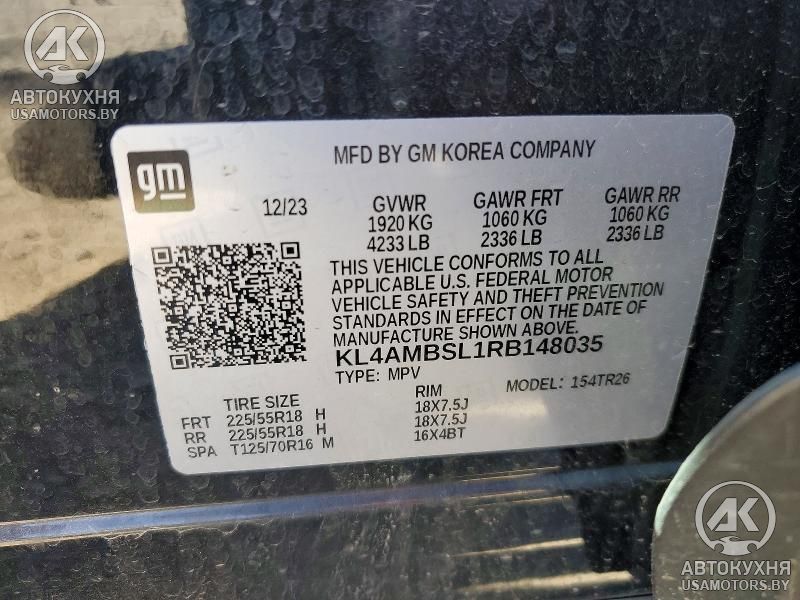 AK
АВТОКУХНЯ
USAMOTORS.BY
gm
MFD BY GM KOREA COMPANY
12/23
GVWR
1920 KG
4233 LB
GAWR FRT
1060 KG
2336 LB
GAWR RR
1060 KG
2336 LB
THIS VEHICLE CONFORMS TO ALL
APPLICABLE U.S. FEDERAL MOTOR
VEHICLE SAFETY AND THEFT PREVENTION
STANDARDS IN EFFECT ON THE DATE OF
MANUFACTURE SHOWN ABOVE.
KL4AMBSL1RB148035
TYPE: MPV
MODEL: 154TR26
TIRE SIZE RIM
FRT 225/55R18 H 18X7.5J
RR 225/55R18 H 18X7.5J
SPA T125/70R16 M 16X4BT
AK
АВТОКУХНЯ
USAMOTORS.BY